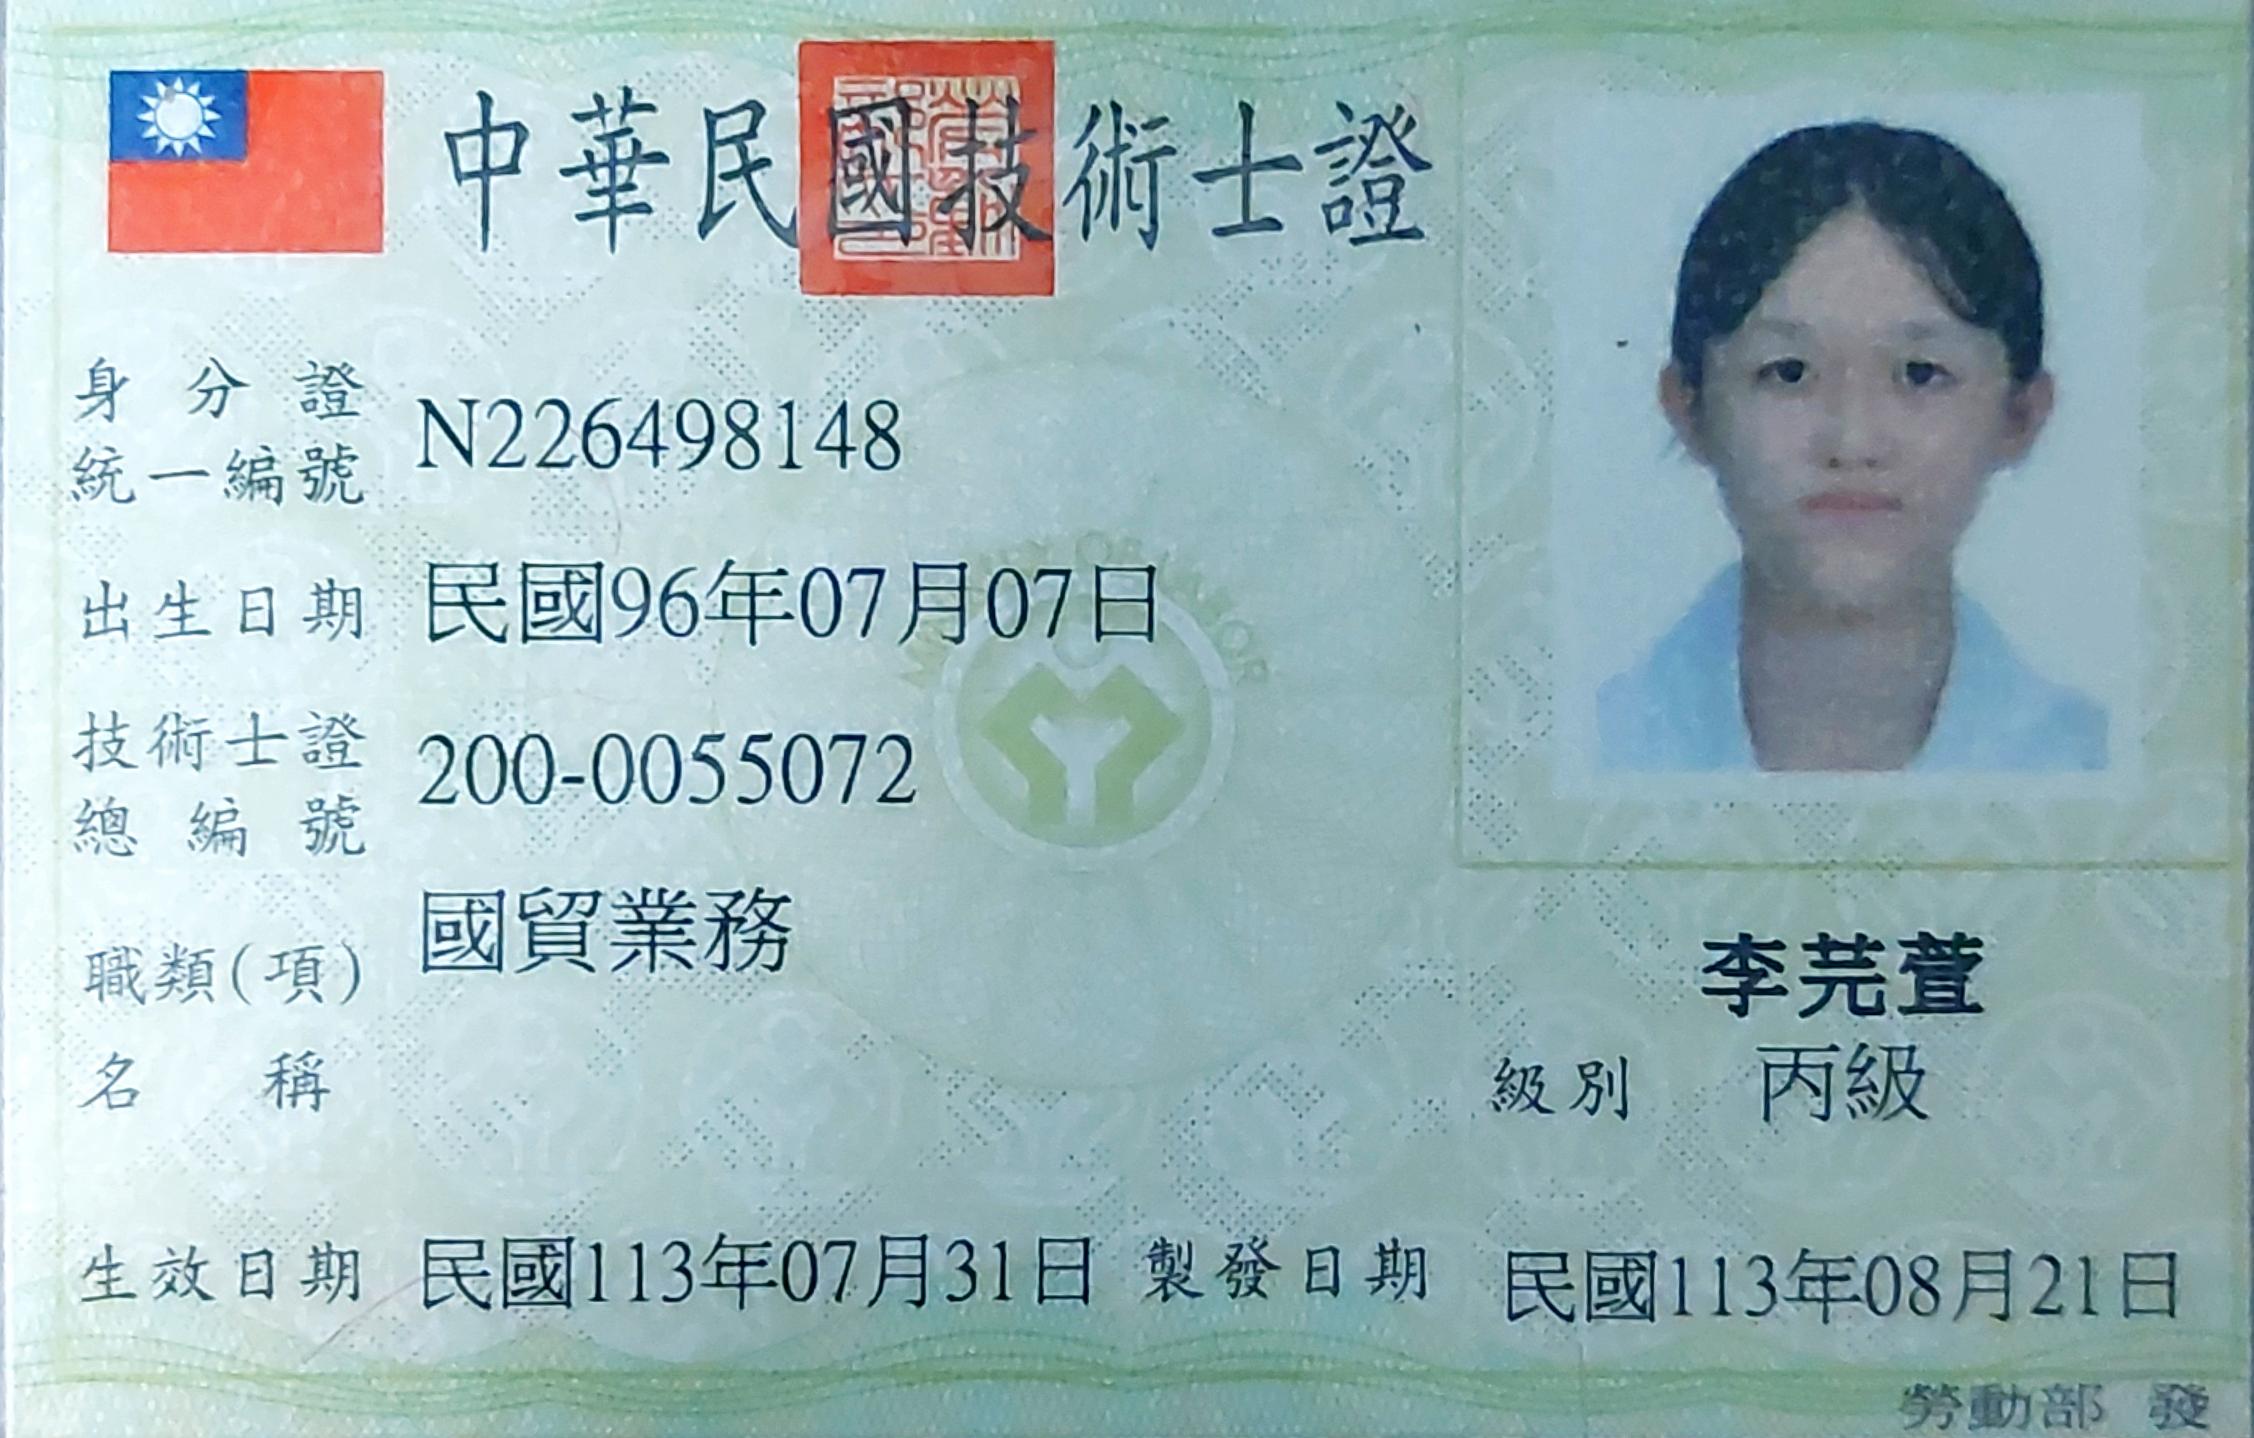 中華民國技術士證
身分證統一編號 N226498148
出生日期 民國96年07月07日
技術士證總編號 200-0055072
職類(項)名稱 國貿業務
李芫萱
級別 丙級
生效日期 民國113年07月31日 製發日期 民國113年08月21日
勞動部 發